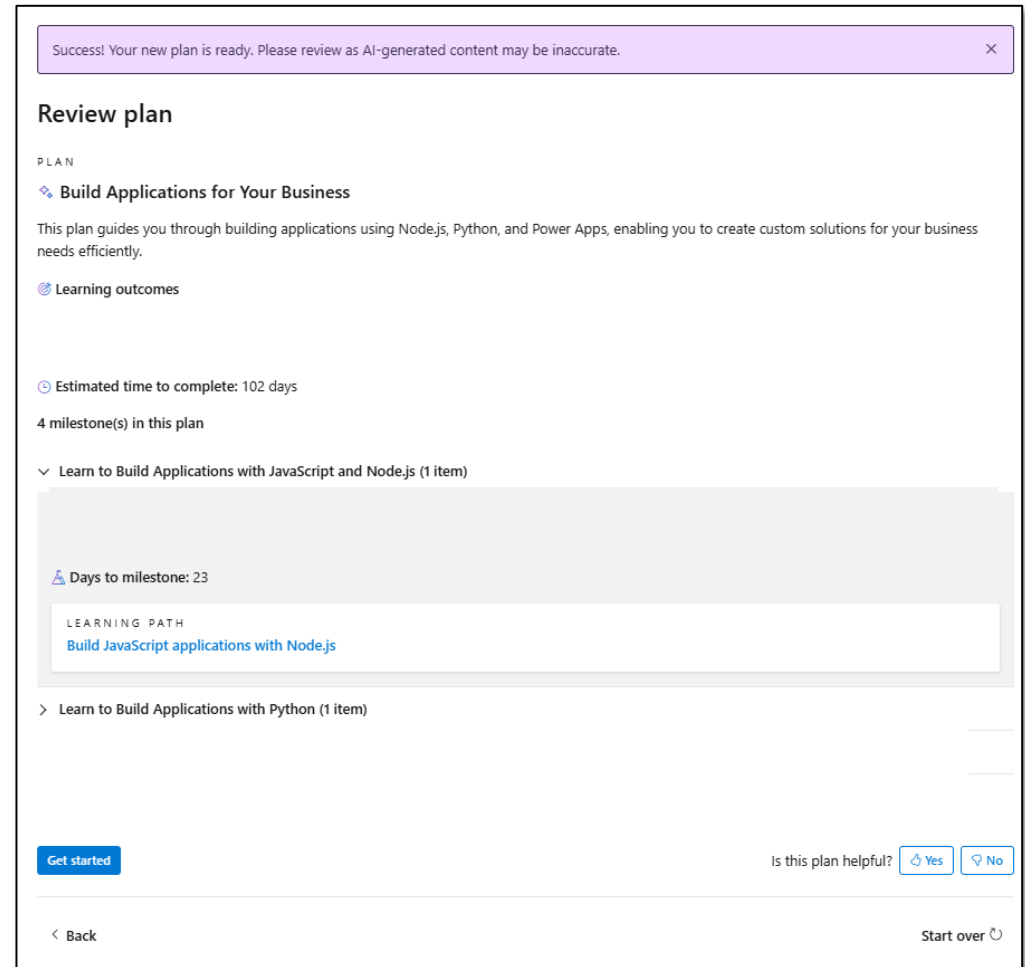 Success! Your new plan is ready. Please review as AI-generated content may be inaccurate.
Review plan
PLAN
Build Applications for Your Business
This plan guides you through building applications using Node.js, Python, and Power Apps, enabling you to create custom solutions for your business
needs efficiently.
Learning outcomes
Estimated time to complete: 102 days
4 milestone(s) in this plan
Learn to Build Applications with JavaScript and Node.js (1 item)
Days to milestone: 23
LEARNING PATH
Build JavaScript applications with Node.js
Learn to Build Applications with Python (1 item)
Get started
Is this plan helpful? Yes No
Back
Start over